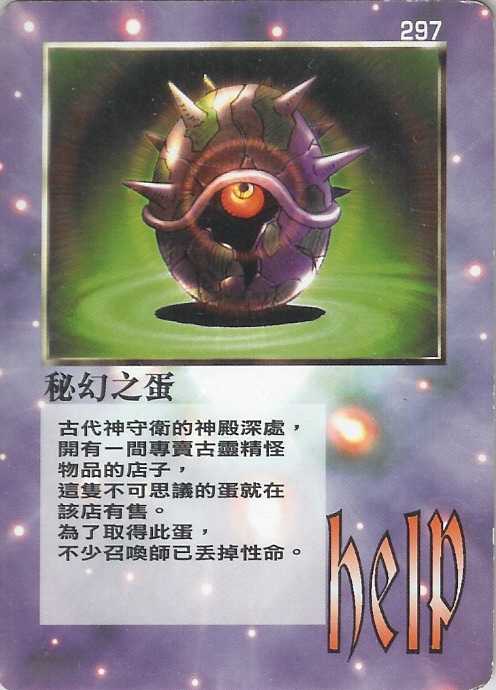 297
秘幻之蛋
古代神守衛的神殿深處，
開有一間專賣古靈精怪
物品的店子，
這隻不可思議的蛋就在
該店有售。
為了取得此蛋，
不少召喚師已丟掉性命。
help